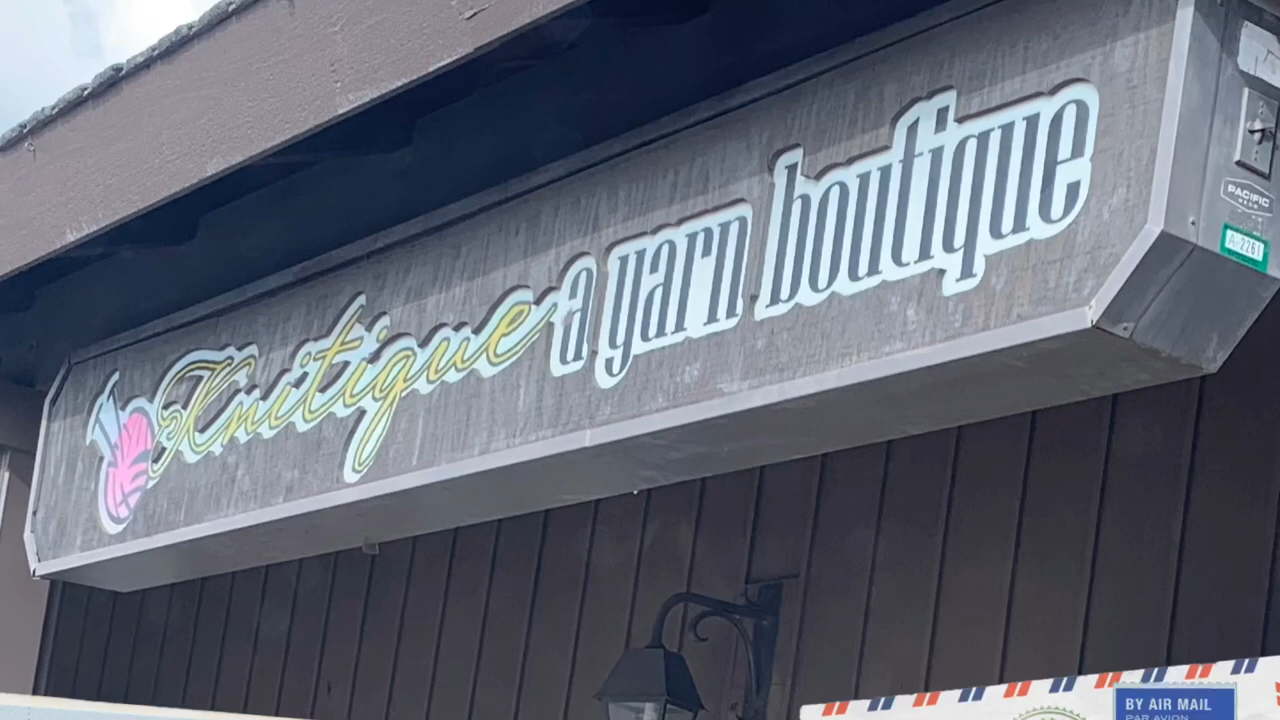 Knitique a yarn boutique
PACIFIC
A-2261
BY AIR MAIL
PAR AVION